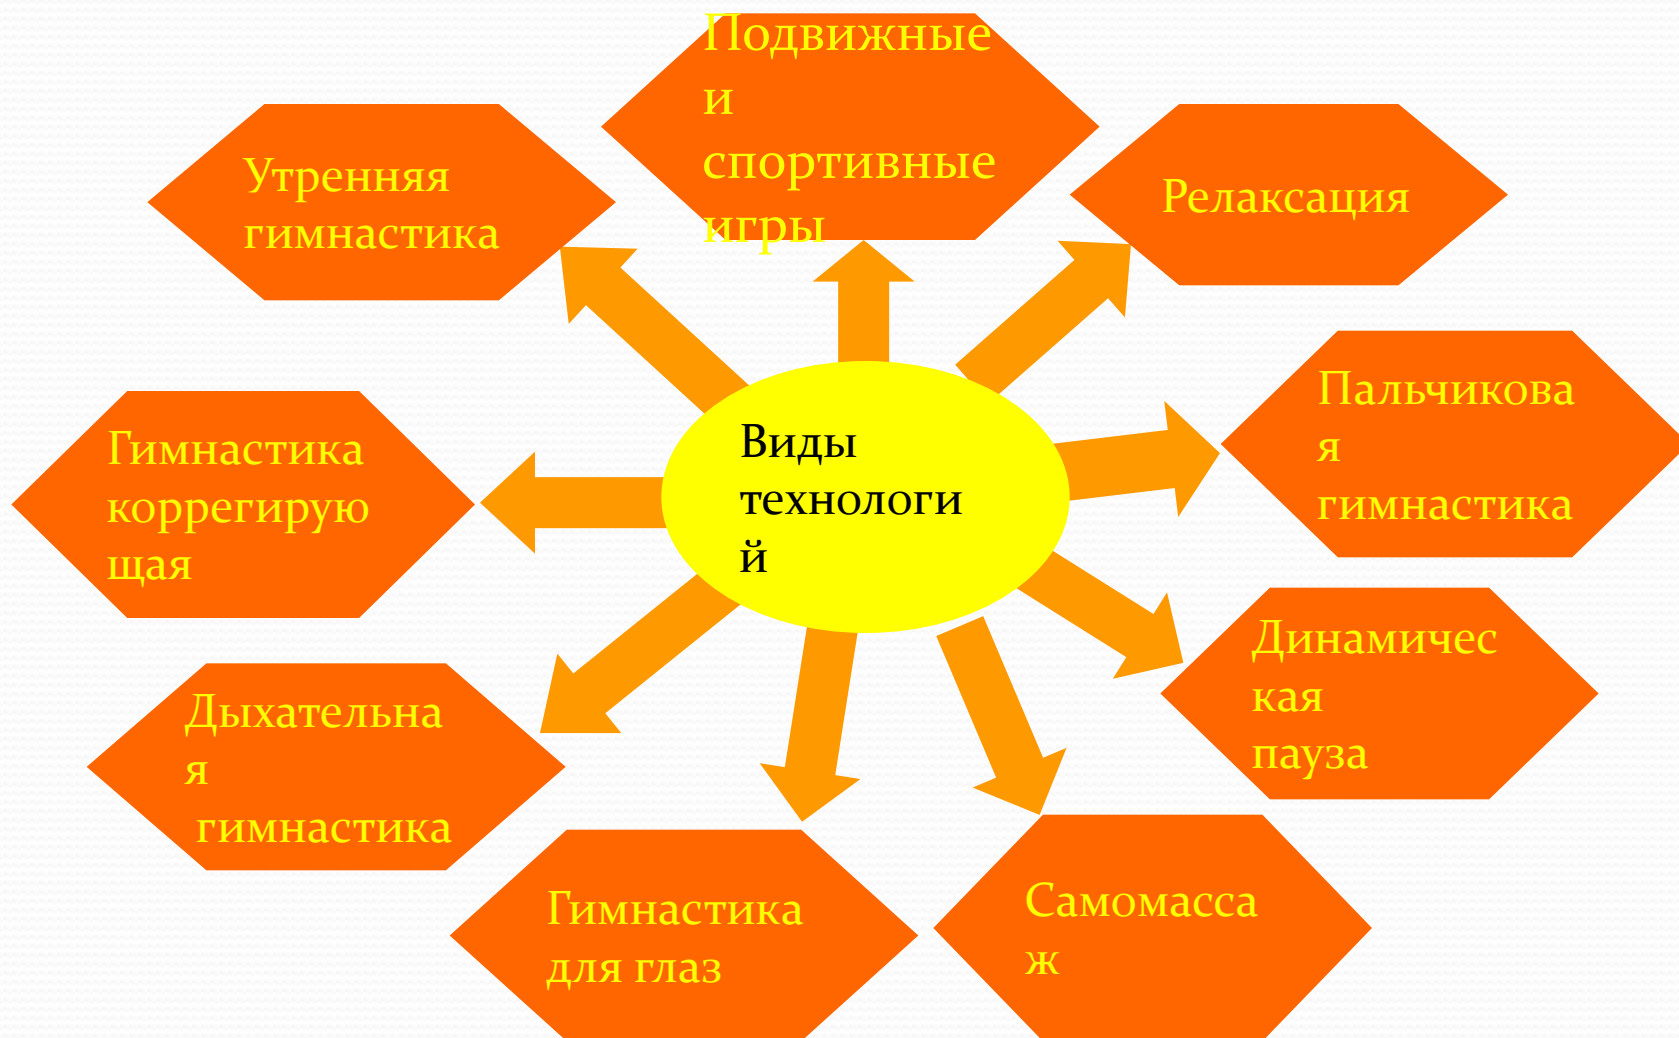 Подвижные
и
спортивные
игры
Утренняя
гимнастика
Релаксация
Пальчикова
я
гимнастика
Гимнастика
коррегирую
щая
Виды
технологи
й
Динамичес
кая
пауза
Дыхательна
я
гимнастика
Гимнастика
для глаз
Самомасса
ж